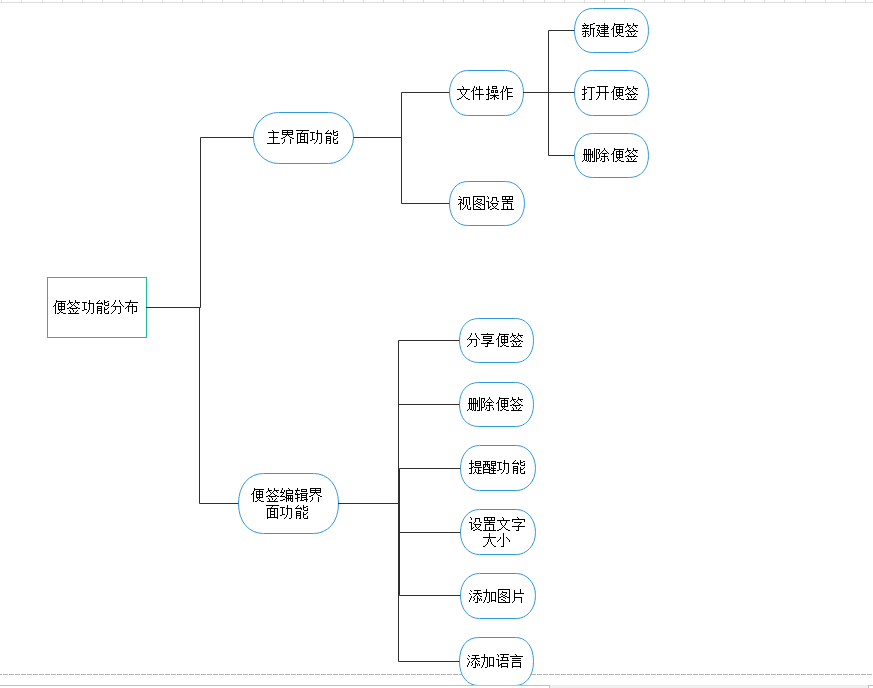 便签功能分布
主界面功能
文件操作
新建便签
打开便签
删除便签
视图设置
便签编辑界
面功能
分享便签
删除便签
提醒功能
设置文字
大小
添加图片
添加语言